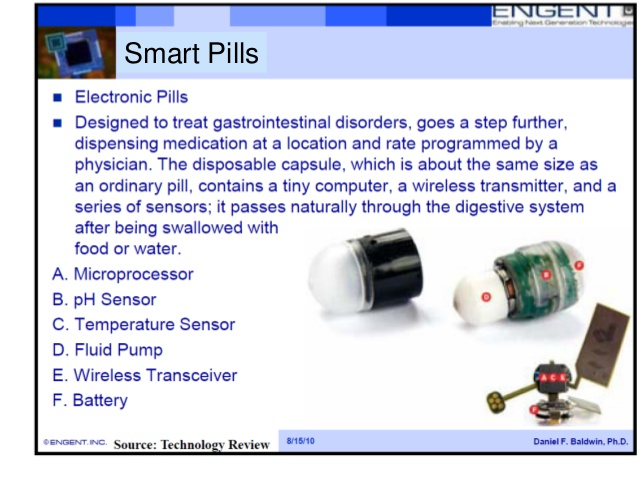 ENGENT
Enabling Next Generation Technologies
Smart Pills
Electronic Pills
Designed to treat gastrointestinal disorders, goes a step further,
dispensing medication at a location and rate programmed by a
physician. The disposable capsule, which is about the same size as
an ordinary pill, contains a tiny computer, a wireless transmitter, and a
series of sensors; it passes naturally through the digestive system
after being swallowed with
food or water.
A. Microprocessor
B. pH Sensor
C. Temperature Sensor
D. Fluid Pump
E. Wireless Transceiver
F. Battery
D
B
F
A C E
F
©ENGENT. INC. Source: Technology Review 8/15/10 Daniel F. Baldwin, Ph.D.